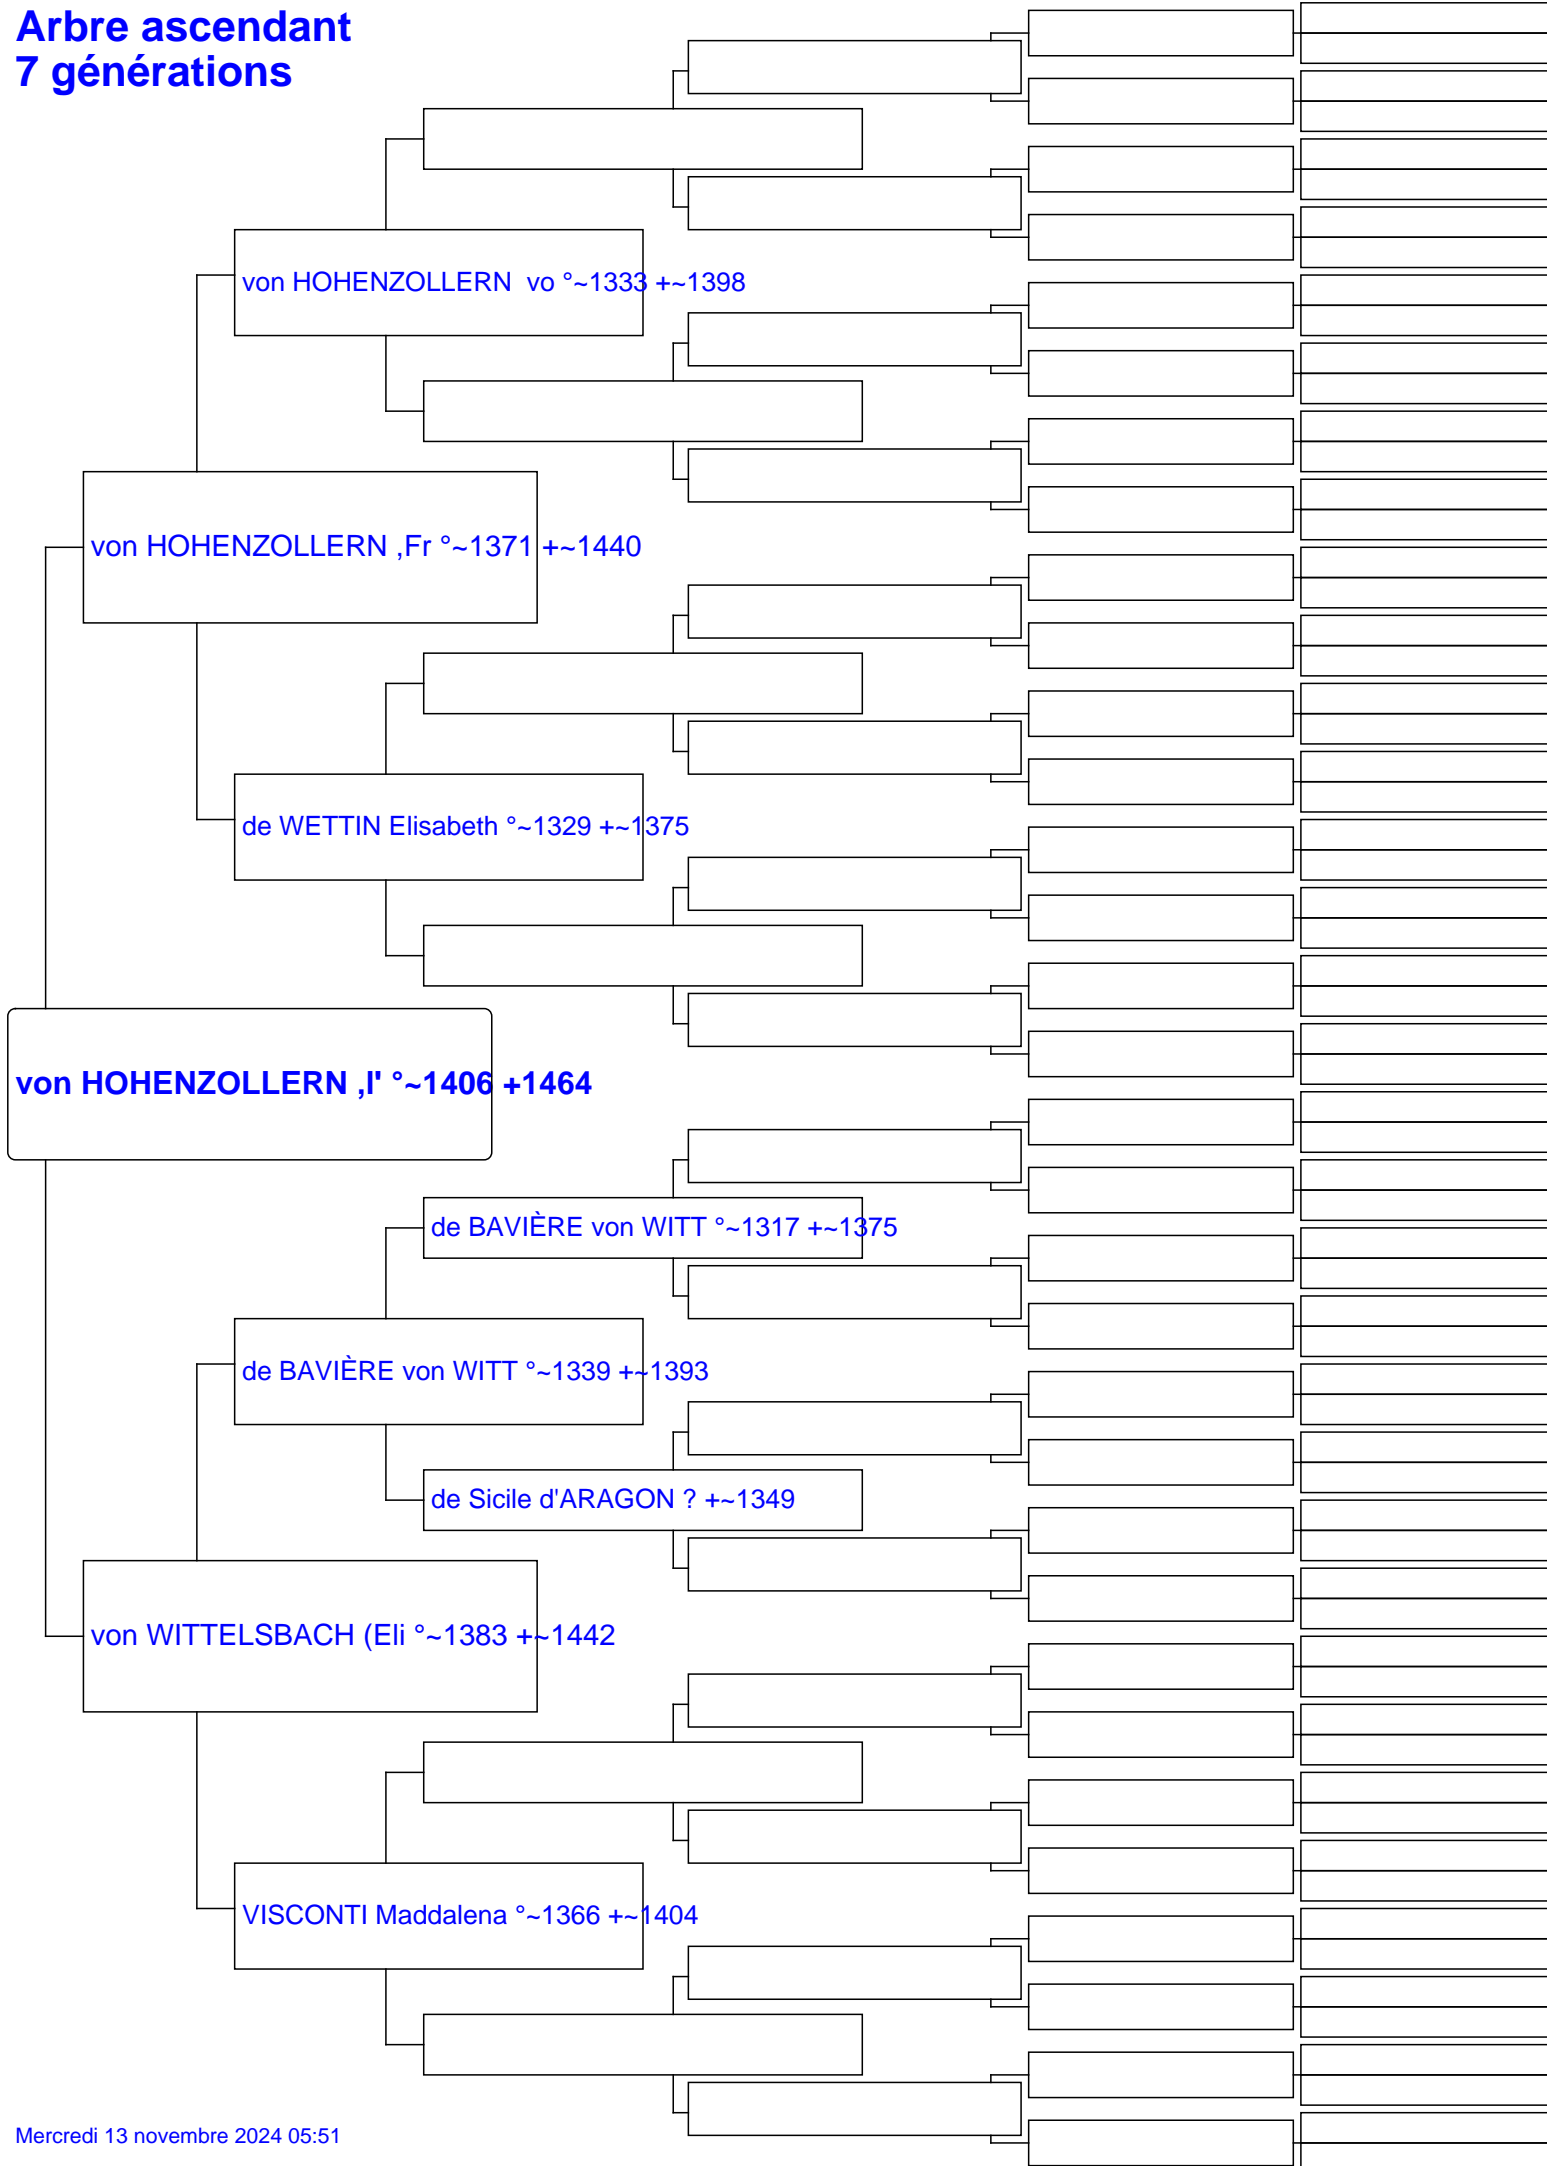 Arbre ascendant
7 générations
von HOHENZOLLERN  vo °~1333 +~1398
von HOHENZOLLERN ,Fr °~1371 +~1440
de WETTIN Elisabeth °~1329 +~1375
von HOHENZOLLERN ,l' °~1406 +1464
de BAVIÈRE von WITT °~1317 +~1375
de BAVIÈRE von WITT °~1339 +~1393
de Sicile d'ARAGON ? +~1349
von WITTELSBACH (Eli °~1383 +~1442
VISCONTI Maddalena °~1366 +~1404
Mercredi 13 novembre 2024 05:51